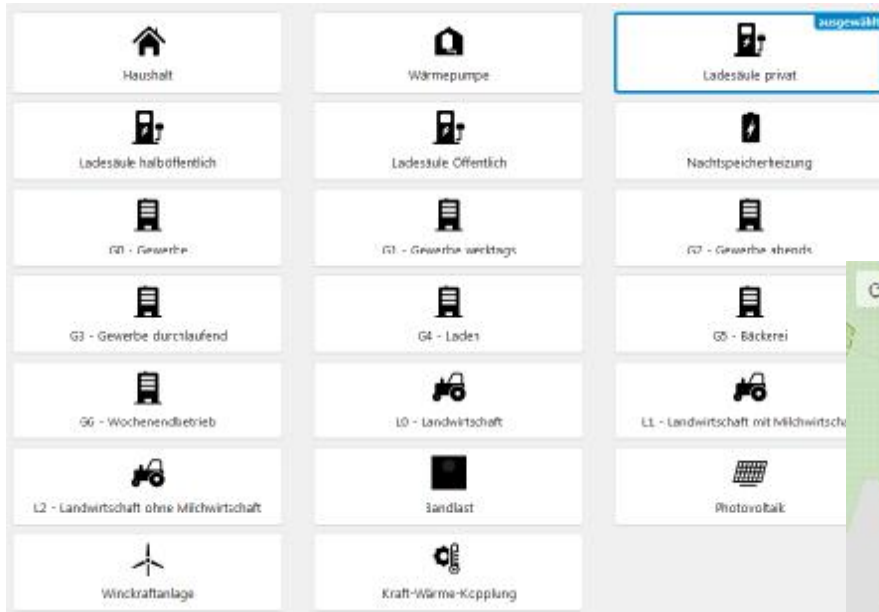 ausgewählt
Haushalt
Wärmepumpe
Ladesäule privat
Ladesäule halböffentlich
Ladesäule Öffentlich
Nachtspeicherheizung
G0 - Gewerbe
G1 - Gewerbe werktags
G2 - Gewerbe abends
G3 - Gewerbe durchlaufend
G4 - Laden
G5 - Bäckerei
G6 - Wochenendbetrieb
L0 - Landwirtschaft
L1 - Landwirtschaft mit Milchwirtscha
L2 - Landwirtschaft ohne Milchwirtschaft
Bandlast
Photovoltaik
Windkraftanlage
Kraft-Wärme-Kopplung